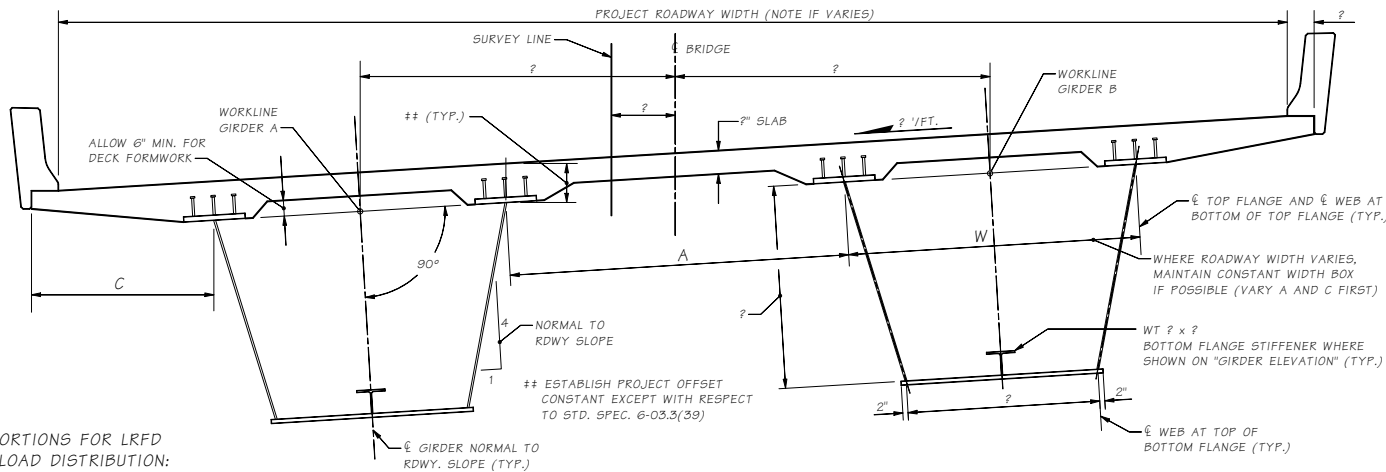 PROJECT ROADWAY WIDTH (NOTE IF VARIES)
?
SURVEY LINE
℄ BRIDGE
?
?
WORKLINE
GIRDER B
WORKLINE
GIRDER A
‡‡ (TYP.)
?
?" SLAB
? '/FT.
ALLOW 6" MIN. FOR
DECK FORMWORK
℄ TOP FLANGE AND ℄ WEB AT
BOTTOM OF TOP FLANGE (TYP.)
90°
A
W
WHERE ROADWAY WIDTH VARIES,
MAINTAIN CONSTANT WIDTH BOX
IF POSSIBLE (VARY A AND C FIRST)
C
?
4
1
NORMAL TO
RDWY SLOPE
WT ? x ?
BOTTOM FLANGE STIFFENER WHERE
SHOWN ON "GIRDER ELEVATION" (TYP.)
‡‡ ESTABLISH PROJECT OFFSET
CONSTANT EXCEPT WITH RESPECT
TO STD. SPEC. 6-03.3(39)
2"
?
2"
℄ WEB AT TOP OF
BOTTOM FLANGE (TYP.)
℄ GIRDER NORMAL TO
RDWY. SLOPE (TYP.)
ORTIONS FOR LRFD
LOAD DISTRIBUTION: